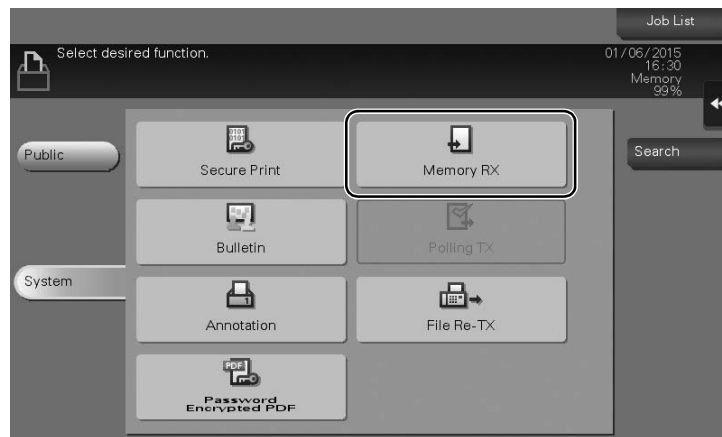 Job List
Select desired function.
01/06/2015
16:30
Memory
99%
Public
Secure Print
Memory RX
Search
Bulletin
Polling TX
System
Annotation
File Re-TX
PDF
Password
Encrypted PDF